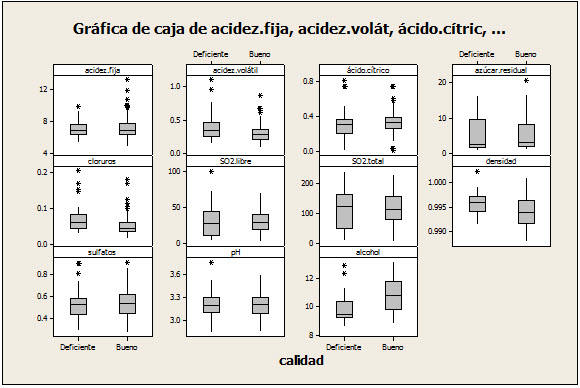 Gráfica de caja de acidez.fija, acidez.volát, ácido.cítric, ...
Deficiente Bueno Deficiente Bueno
acidez.fija acidez.volátil ácido.cítrico azúcar.residual
12 1.0 0.8 20
8 0.5 0.4 10
4 0.0 0.0 0
cloruros SO2.libre SO2.total densidad
0.2 100 200 1.000
0.1 50 100 0.995
0.0 0 0 0.990
sulfatos pH alcohol
0.8 3.6 12
0.6 3.3 10
0.4 3.0 8
Deficiente Bueno Deficiente Bueno
calidad